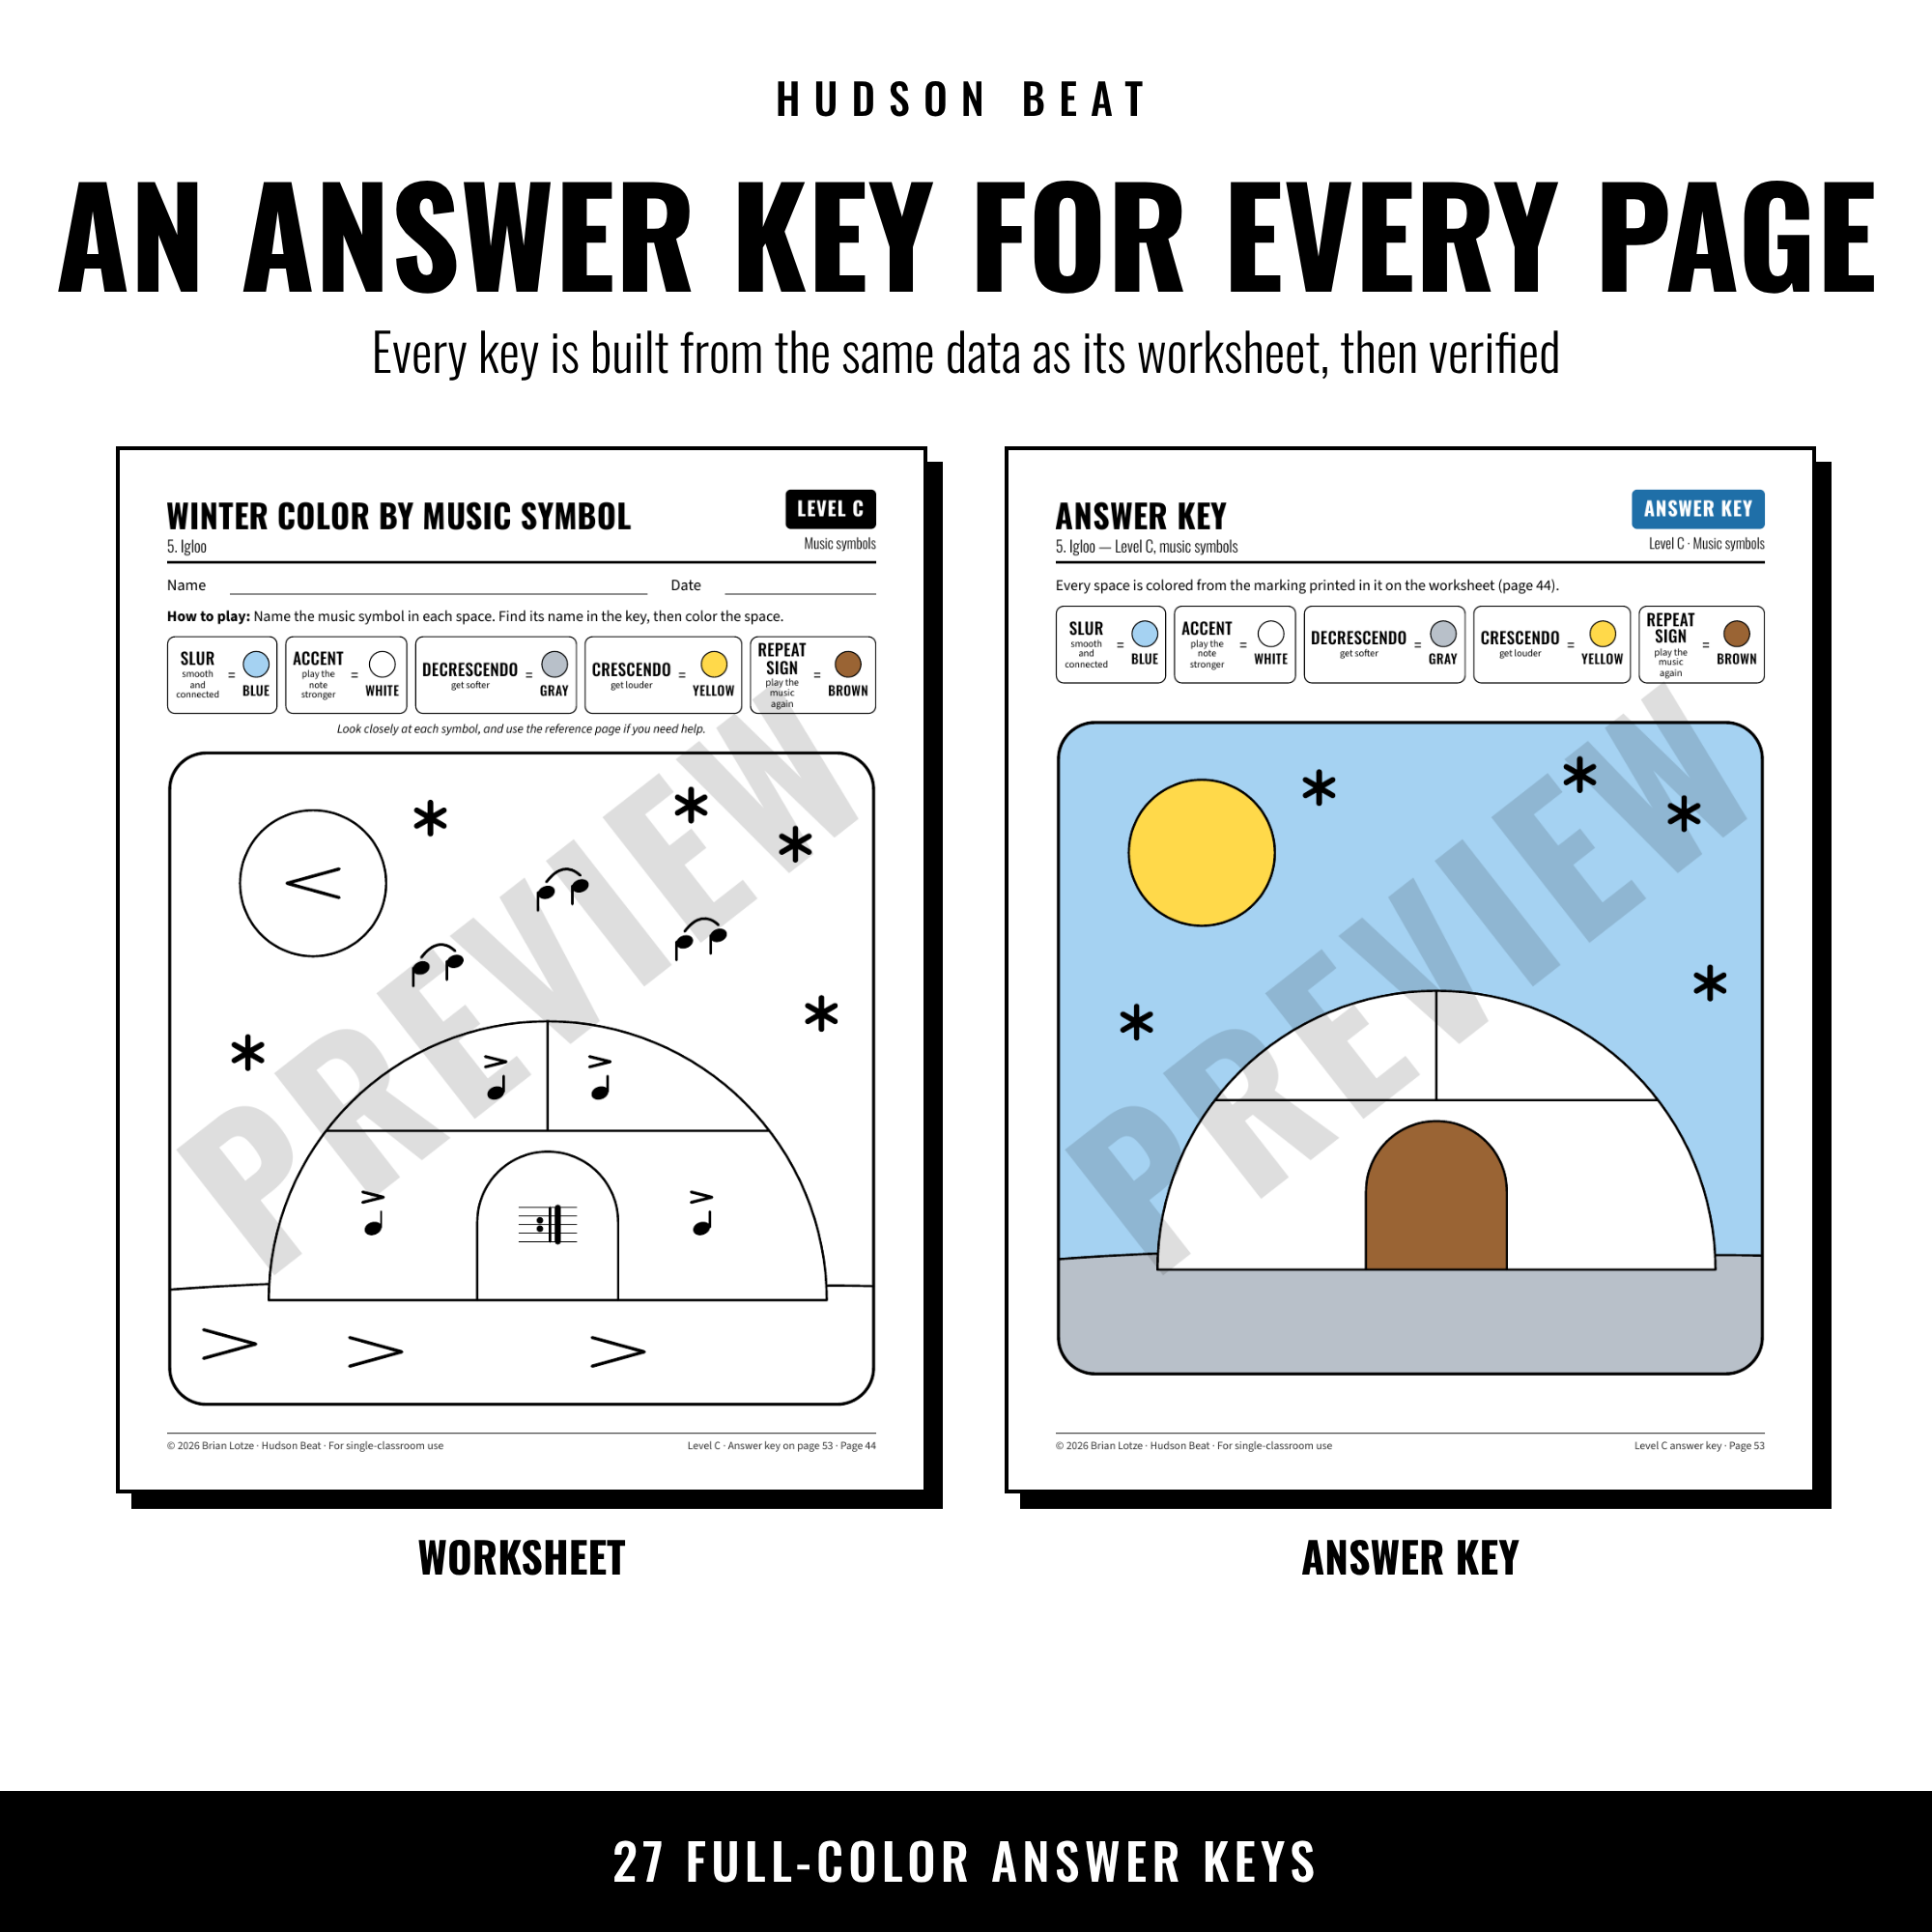 HUDSON BEAT
AN ANSWER KEY FOR EVERY PAGE
Every key is built from the same data as its worksheet, then verified
WINTER COLOR BY MUSIC SYMBOL
LEVEL C
5. Igloo
Music symbols
Name
Date
How to play: Name the music symbol in each space. Find its name in the key, then color the space.
SLUR
smooth
and
connected
=
BLUE
ACCENT
play the
note
stronger
=
WHITE
DECRESCENDO
get softer
=
GRAY
CRESCENDO
get louder
=
YELLOW
REPEAT
SIGN
play the
music
again
=
BROWN
Look closely at each symbol, and use the reference page if you need help.
PREVIEW
© 2026 Brian Lotze · Hudson Beat · For single-classroom use
Level C · Answer key on page 53 · Page 44
WORKSHEET
ANSWER KEY
ANSWER KEY
5. Igloo — Level C, music symbols
Level C · Music symbols
Every space is colored from the marking printed in it on the worksheet (page 44).
SLUR
smooth
and
connected
=
BLUE
ACCENT
play the
note
stronger
=
WHITE
DECRESCENDO
get softer
=
GRAY
CRESCENDO
get louder
=
YELLOW
REPEAT
SIGN
play the
music
again
=
BROWN
PREVIEW
© 2026 Brian Lotze · Hudson Beat · For single-classroom use
Level C answer key · Page 53
ANSWER KEY
27 FULL-COLOR ANSWER KEYS